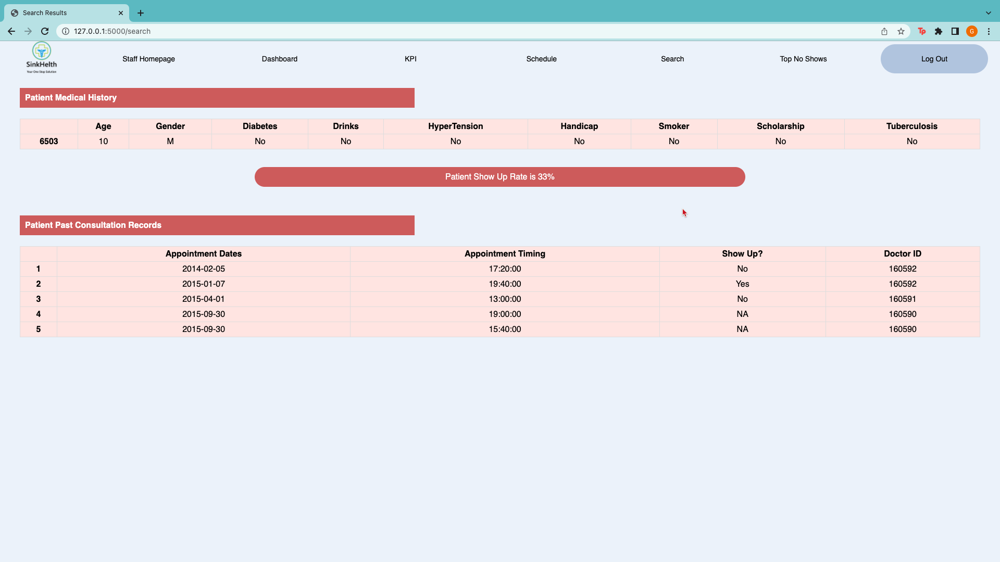 Search Results
127.0.0.1:5000/search
G
SinkHelth
Your One Stop Solution
Staff Homepage Dashboard KPI Schedule Search Top No Shows Log Out
Patient Medical History
Age Gender Diabetes Drinks HyperTension Handicap Smoker Scholarship Tuberculosis
6503 10 M No No No No No No No
Patient Show Up Rate is 33%
Patient Past Consultation Records
Appointment Dates Appointment Timing Show Up? Doctor ID
1 2014-02-05 17:20:00 No 160592
2 2015-01-07 19:40:00 Yes 160592
3 2015-04-01 13:00:00 No 160591
4 2015-09-30 19:00:00 NA 160590
5 2015-09-30 15:40:00 NA 160590